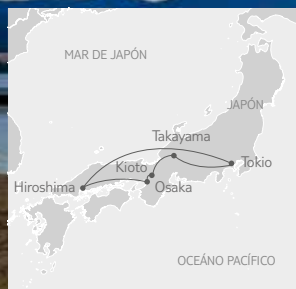 MAR DE JAPÓN
JAPÓN
Takayama
Kioto
Tokio
Hiroshima
Osaka
OCEÁNO PACÍFICO